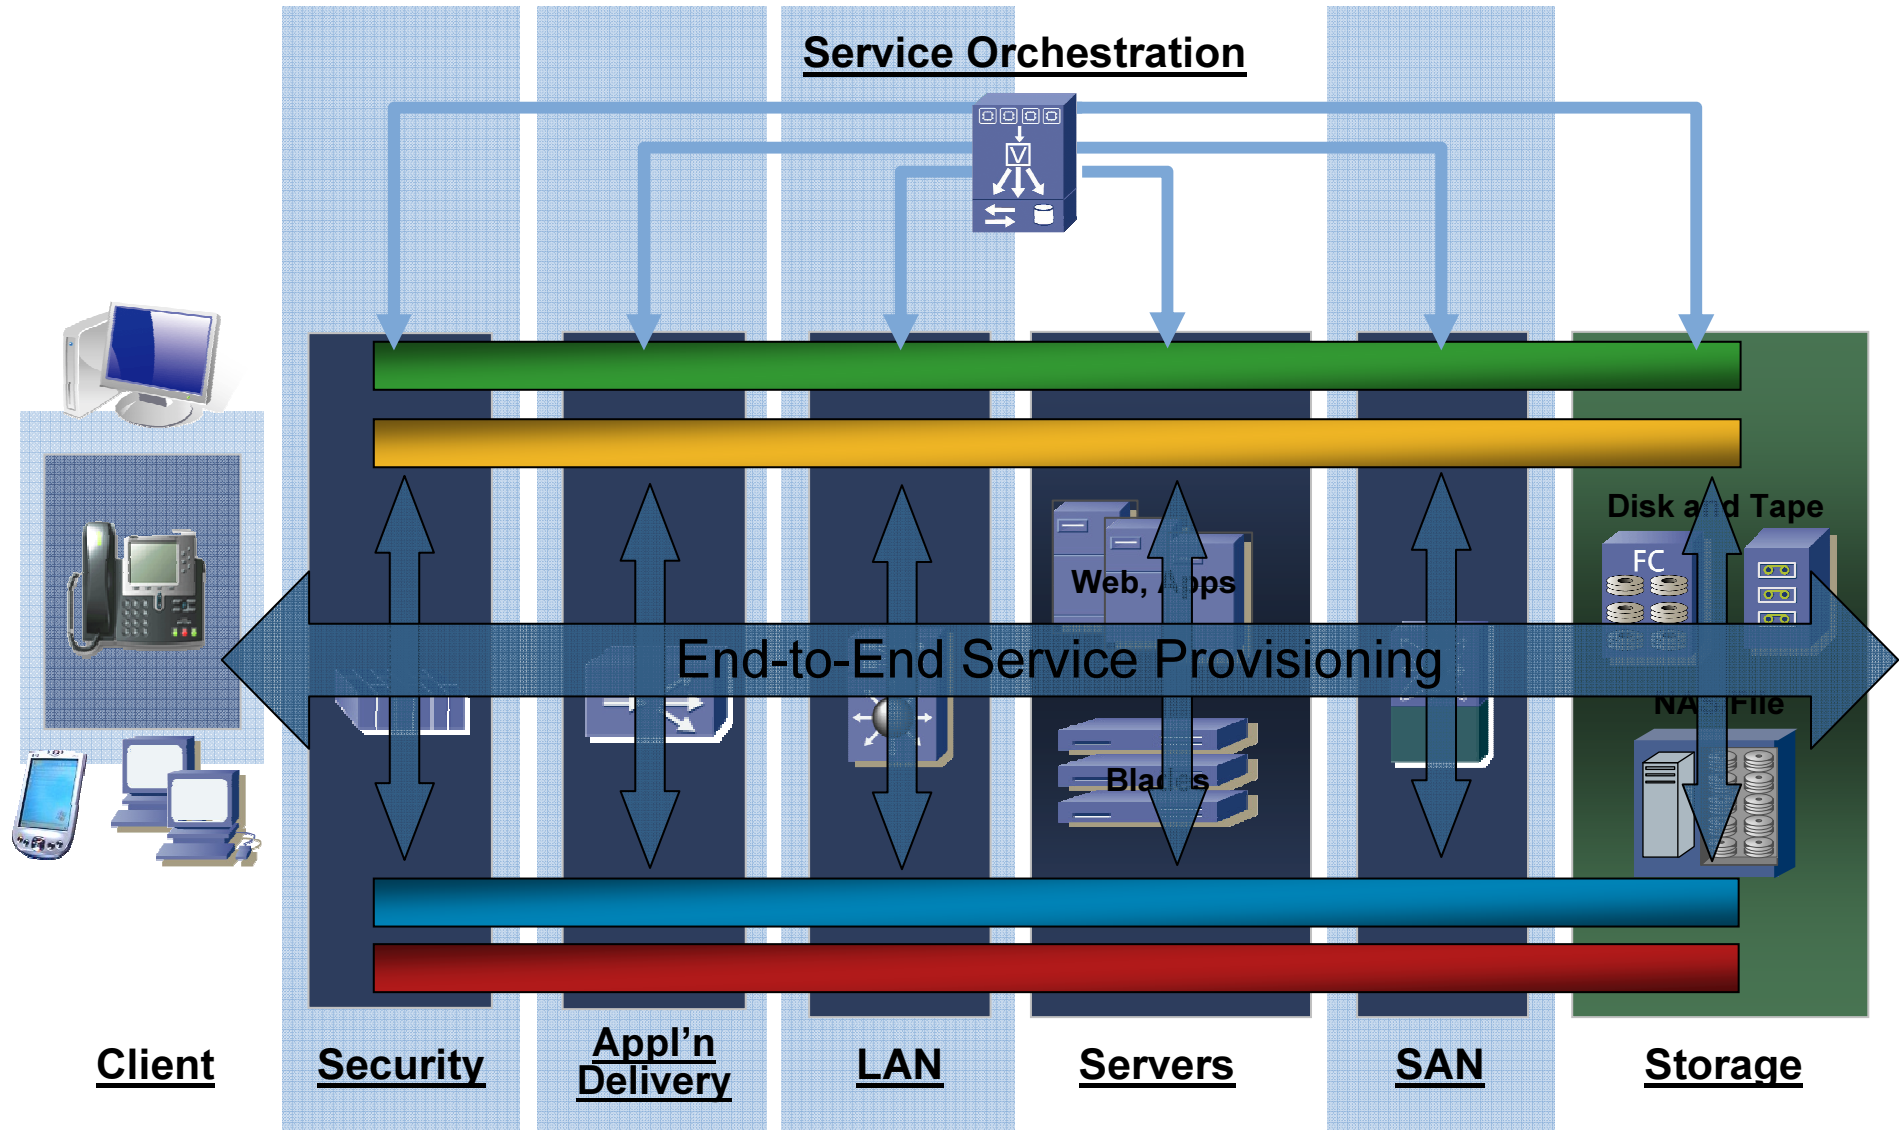 Service Orchestration
V
Disk and Tape
FC
Web, Apps
End-to-End Service Provisioning
NAS File
Blades
Client
Security
Appl’n
Delivery
LAN
Servers
SAN
Storage